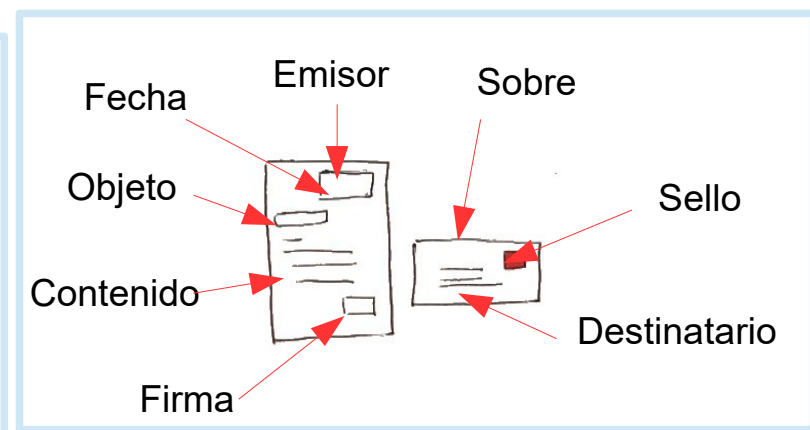 Emisor
Sobre
Fecha
Objeto
Sello
Contenido
Destinatario
Firma